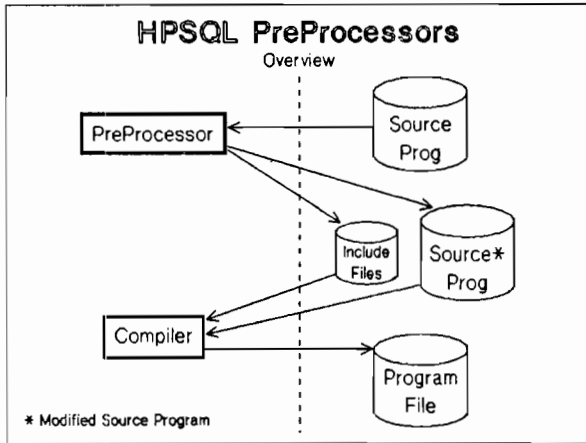 HPSQL PreProcessors
Overview
PreProcessor
Source
Prog
Include
Files
Source*
Prog
Compiler
Program
File
* Modified Source Program